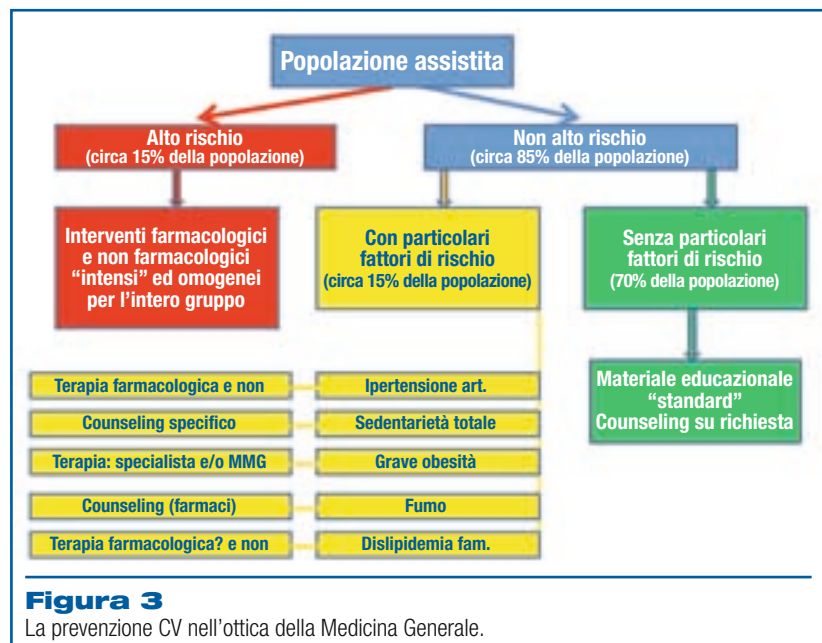 Popolazione assistita
Alto rischio
(circa 15% della popolazione)
Non alto rischio
(circa 85% della popolazione)
Interventi farmacologici
e non farmacologici
“intensi” ed omogenei
per l’intero gruppo
Con particolari
fattori di rischio
(circa 15% della popolazione)
Senza particolari
fattori di rischio
(70% della popolazione)
Terapia farmacologica e non
Ipertensione art.
Counseling specifico
Sedentarietà totale
Terapia: specialista e/o MMG
Grave obesità
Counseling (farmaci)
Fumo
Terapia farmacologica? e non
Dislipidemia fam.
Materiale educazionale
“standard”
Counseling su richiesta
Figura 3
La prevenzione CV nell’ottica della Medicina Generale.